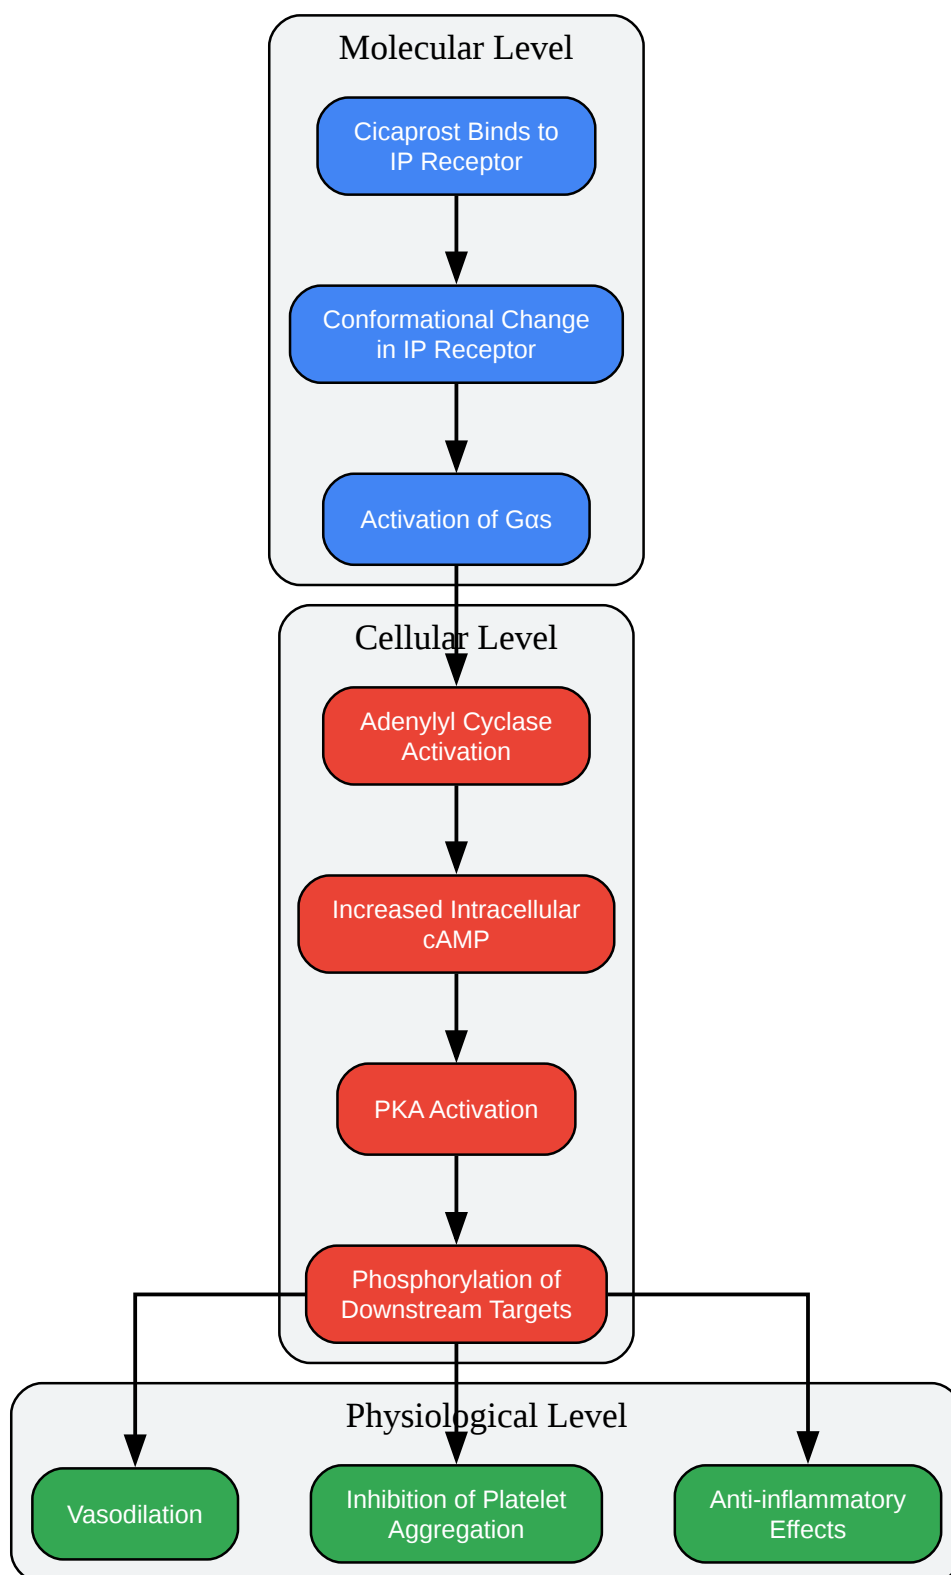 Molecular Level
Cicaprost Binds to
IP Receptor
Conformational Change
in IP Receptor
Activation of Gαs
Cellular Level
Adenylyl Cyclase
Activation
Increased Intracellular
cAMP
PKA Activation
Phosphorylation of
Downstream Targets
Physiological Level
Vasodilation
Inhibition of Platelet
Aggregation
Anti-inflammatory
Effects